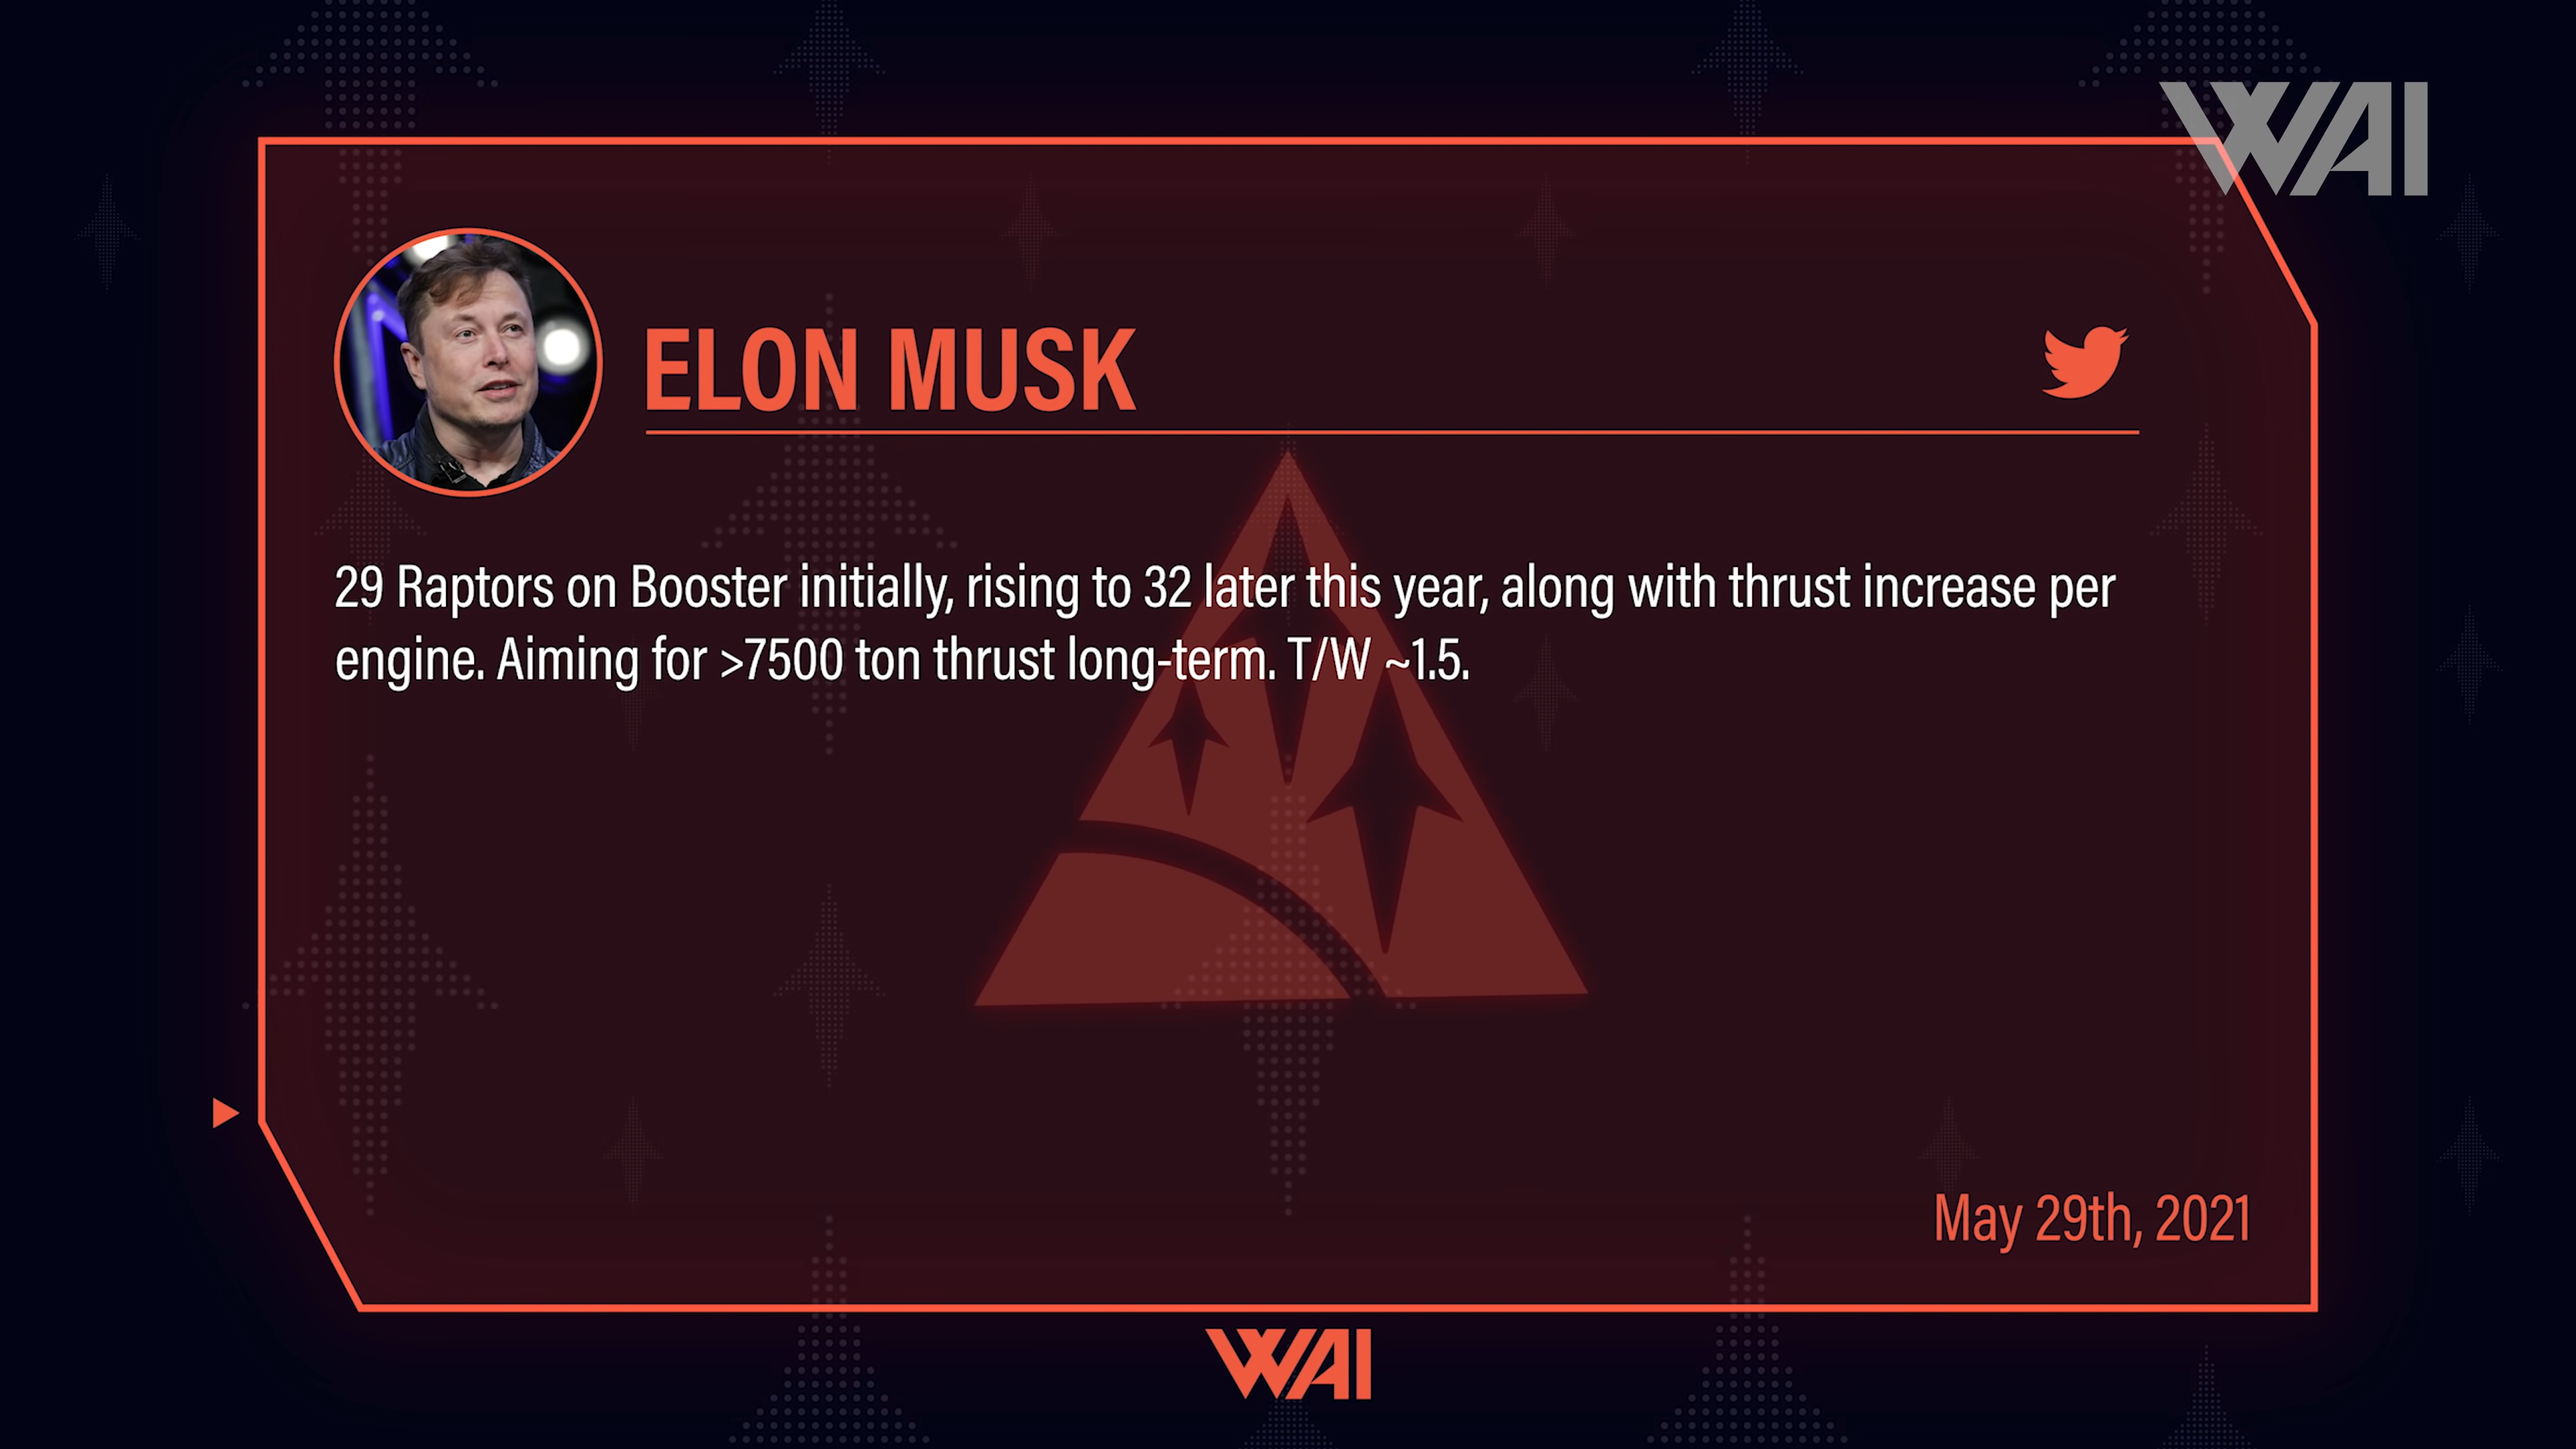 WAI
ELON MUSK
29 Raptors on Booster initially, rising to 32 later this year, along with thrust increase per
engine. Aiming for >7500 ton thrust long-term. T/W ~1.5.
May 29th, 2021
WAI